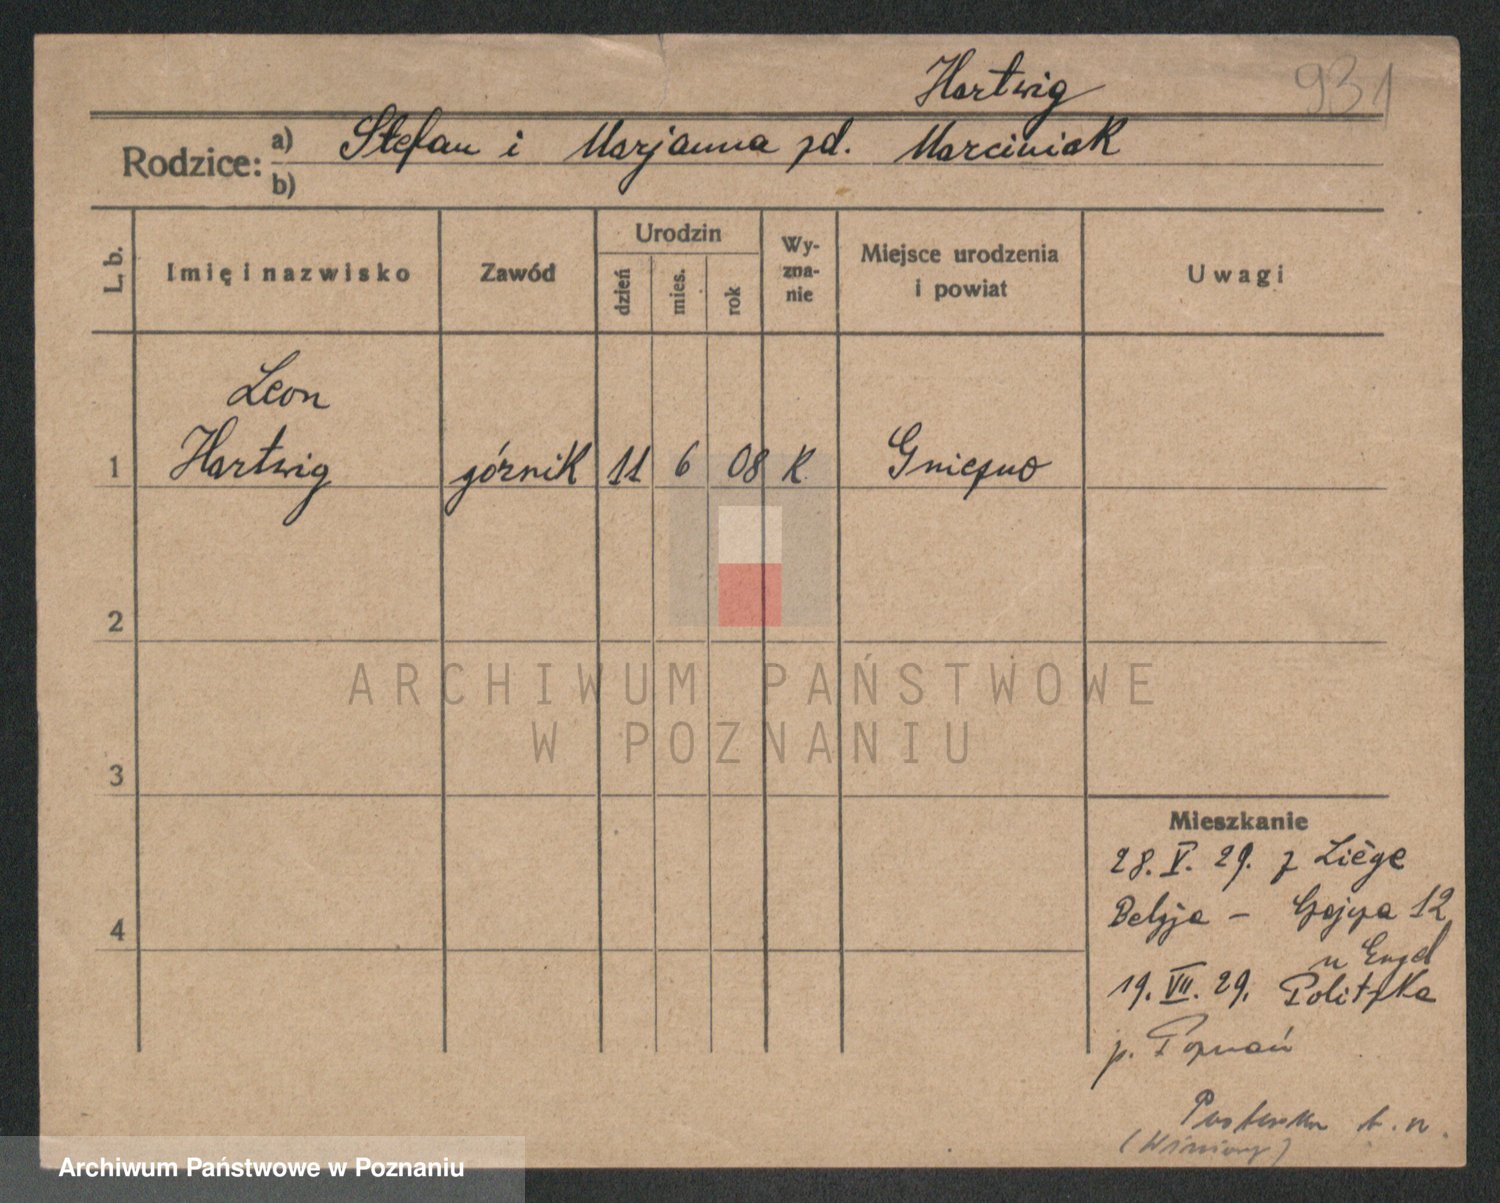 Hartwig 931
Rodzice: a) Stefan i Marjanna zd. Marciniak
b)
L. b. Imię i nazwisko Zawód Urodzin dzień mies. rok Wy-zna-nie Miejsce urodzenia i powiat Uwagi
Leon
1 Hartwig górnik 11 6 08 K. Gniezno
2
ARCHIWUM PAŃSTWOWE
W POZNANIU
3
Mieszkanie
28. V. 29. z Liège
Belgja - 12
4
u
19. VII. 29. Politzka
p. Poznań
b. n.
Archiwum Państwowe w Poznaniu